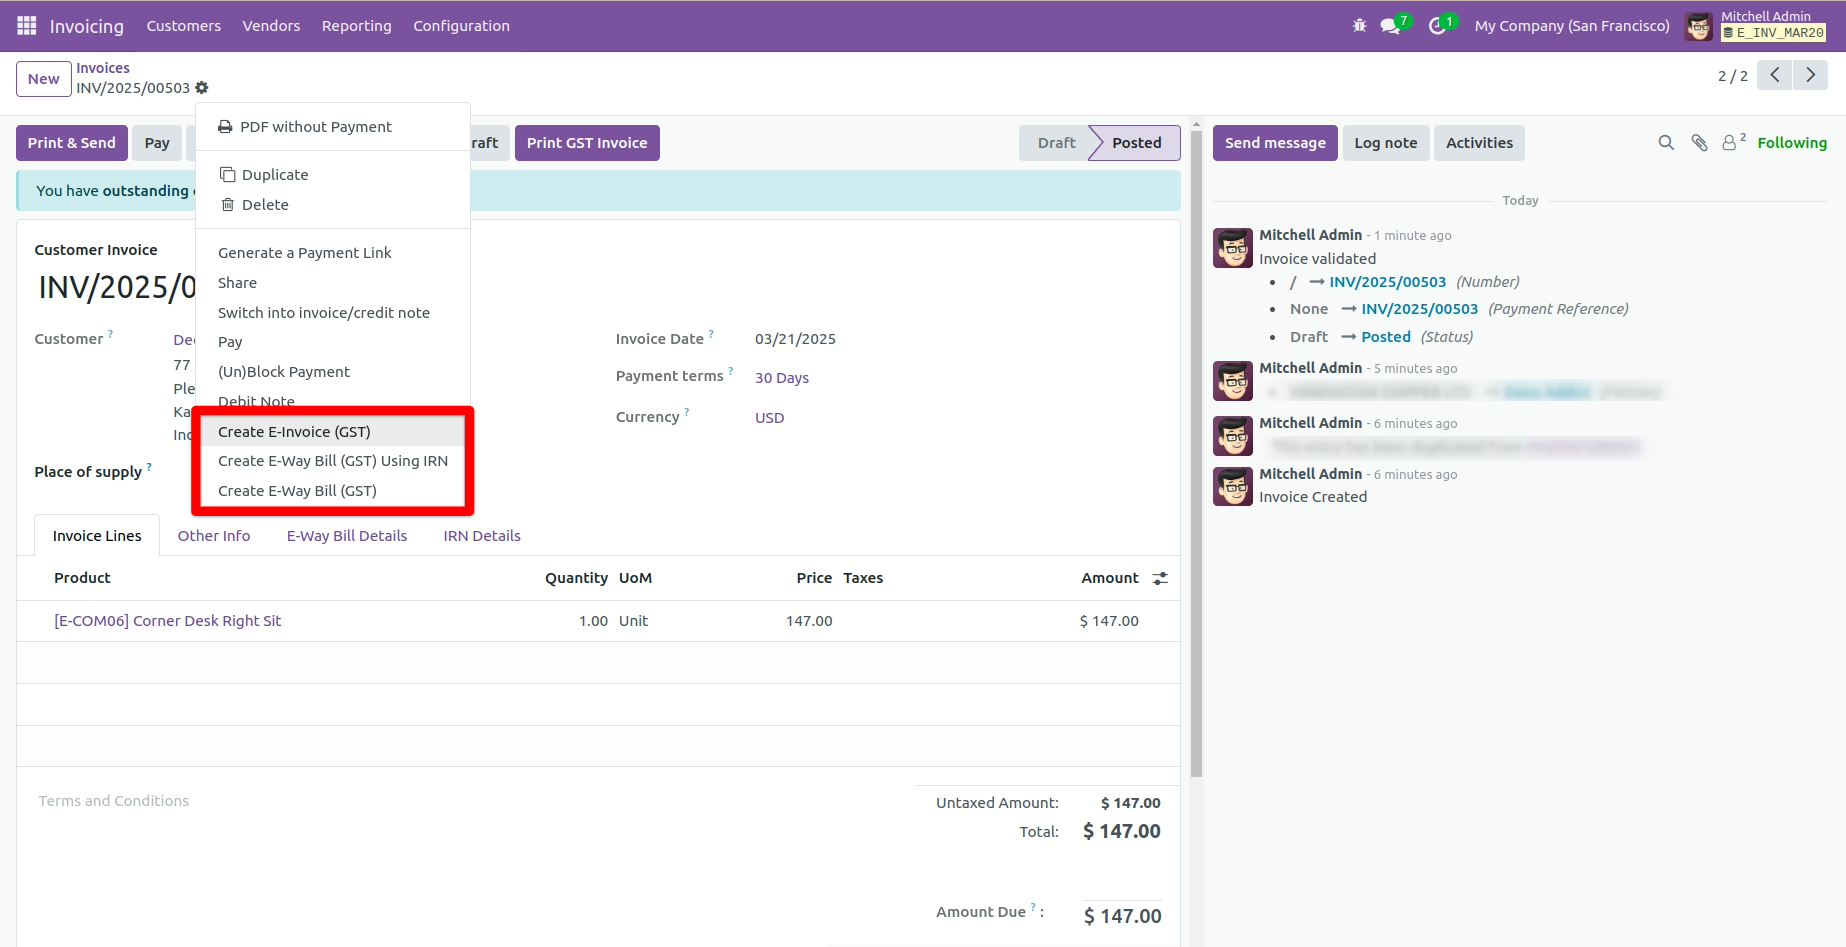 Invoicing Customers Vendors Reporting Configuration 7 1 My Company (San Francisco) Mitchell Admin
E_INV_MAR20
New Invoices
INV/2025/00503
2 / 2
PDF without Payment
Duplicate
Delete
Generate a Payment Link
Share
Switch into invoice/credit note
Pay
(Un)Block Payment
Debit Note
Create E-Invoice (GST)
Create E-Way Bill (GST) Using IRN
Create E-Way Bill (GST)
Print & Send Pay raft Print GST Invoice Draft Posted
You have outstanding
Customer Invoice
INV/2025/0
Customer ?
77
Ple
Ka
Place of supply ?
Invoice Date ? 03/21/2025
Payment terms ? 30 Days
Currency ? USD
Invoice Lines Other Info E-Way Bill Details IRN Details
Product Quantity UoM Price Taxes Amount
[E-COM06] Corner Desk Right Sit 1.00 Unit 147.00 $ 147.00
Terms and Conditions
Untaxed Amount: $ 147.00
Total: $ 147.00
Amount Due ? : $ 147.00
Send message Log note Activities 2 Following
Today
Mitchell Admin - 1 minute ago
Invoice validated
• / → INV/2025/00503 (Number)
• None → INV/2025/00503 (Payment Reference)
• Draft → Posted (Status)
Mitchell Admin - 5 minutes ago
Mitchell Admin - 6 minutes ago
Mitchell Admin - 6 minutes ago
Invoice Created